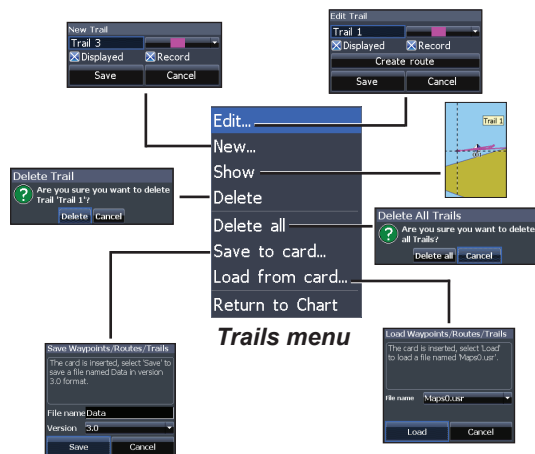 New Trail
Trail 3
Displayed
Record
Save
Cancel
Edit Trail
Trail 1
Displayed
Record
Create route
Save
Cancel
Trail 1
Edit...
New...
Show
Delete
Delete all
Save to card...
Load from card...
Return to Chart
Trails menu
Delete Trail
Are you sure you want to delete
Trail 'Trail 1'?
Delete
Cancel
Delete All Trails
Are you sure you want to delete
all Trails?
Delete all
Cancel
Save Waypoints/Routes/Trails
The card is inserted, select 'Save' to
save a file named Data in version
3.0 format.
File name Data
Version 3.0
Save
Cancel
Load Waypoints/Routes/Trails
The card is inserted, select 'Load'
to load a file named 'Maps0.usr'.
File name Maps0.usr
Load
Cancel